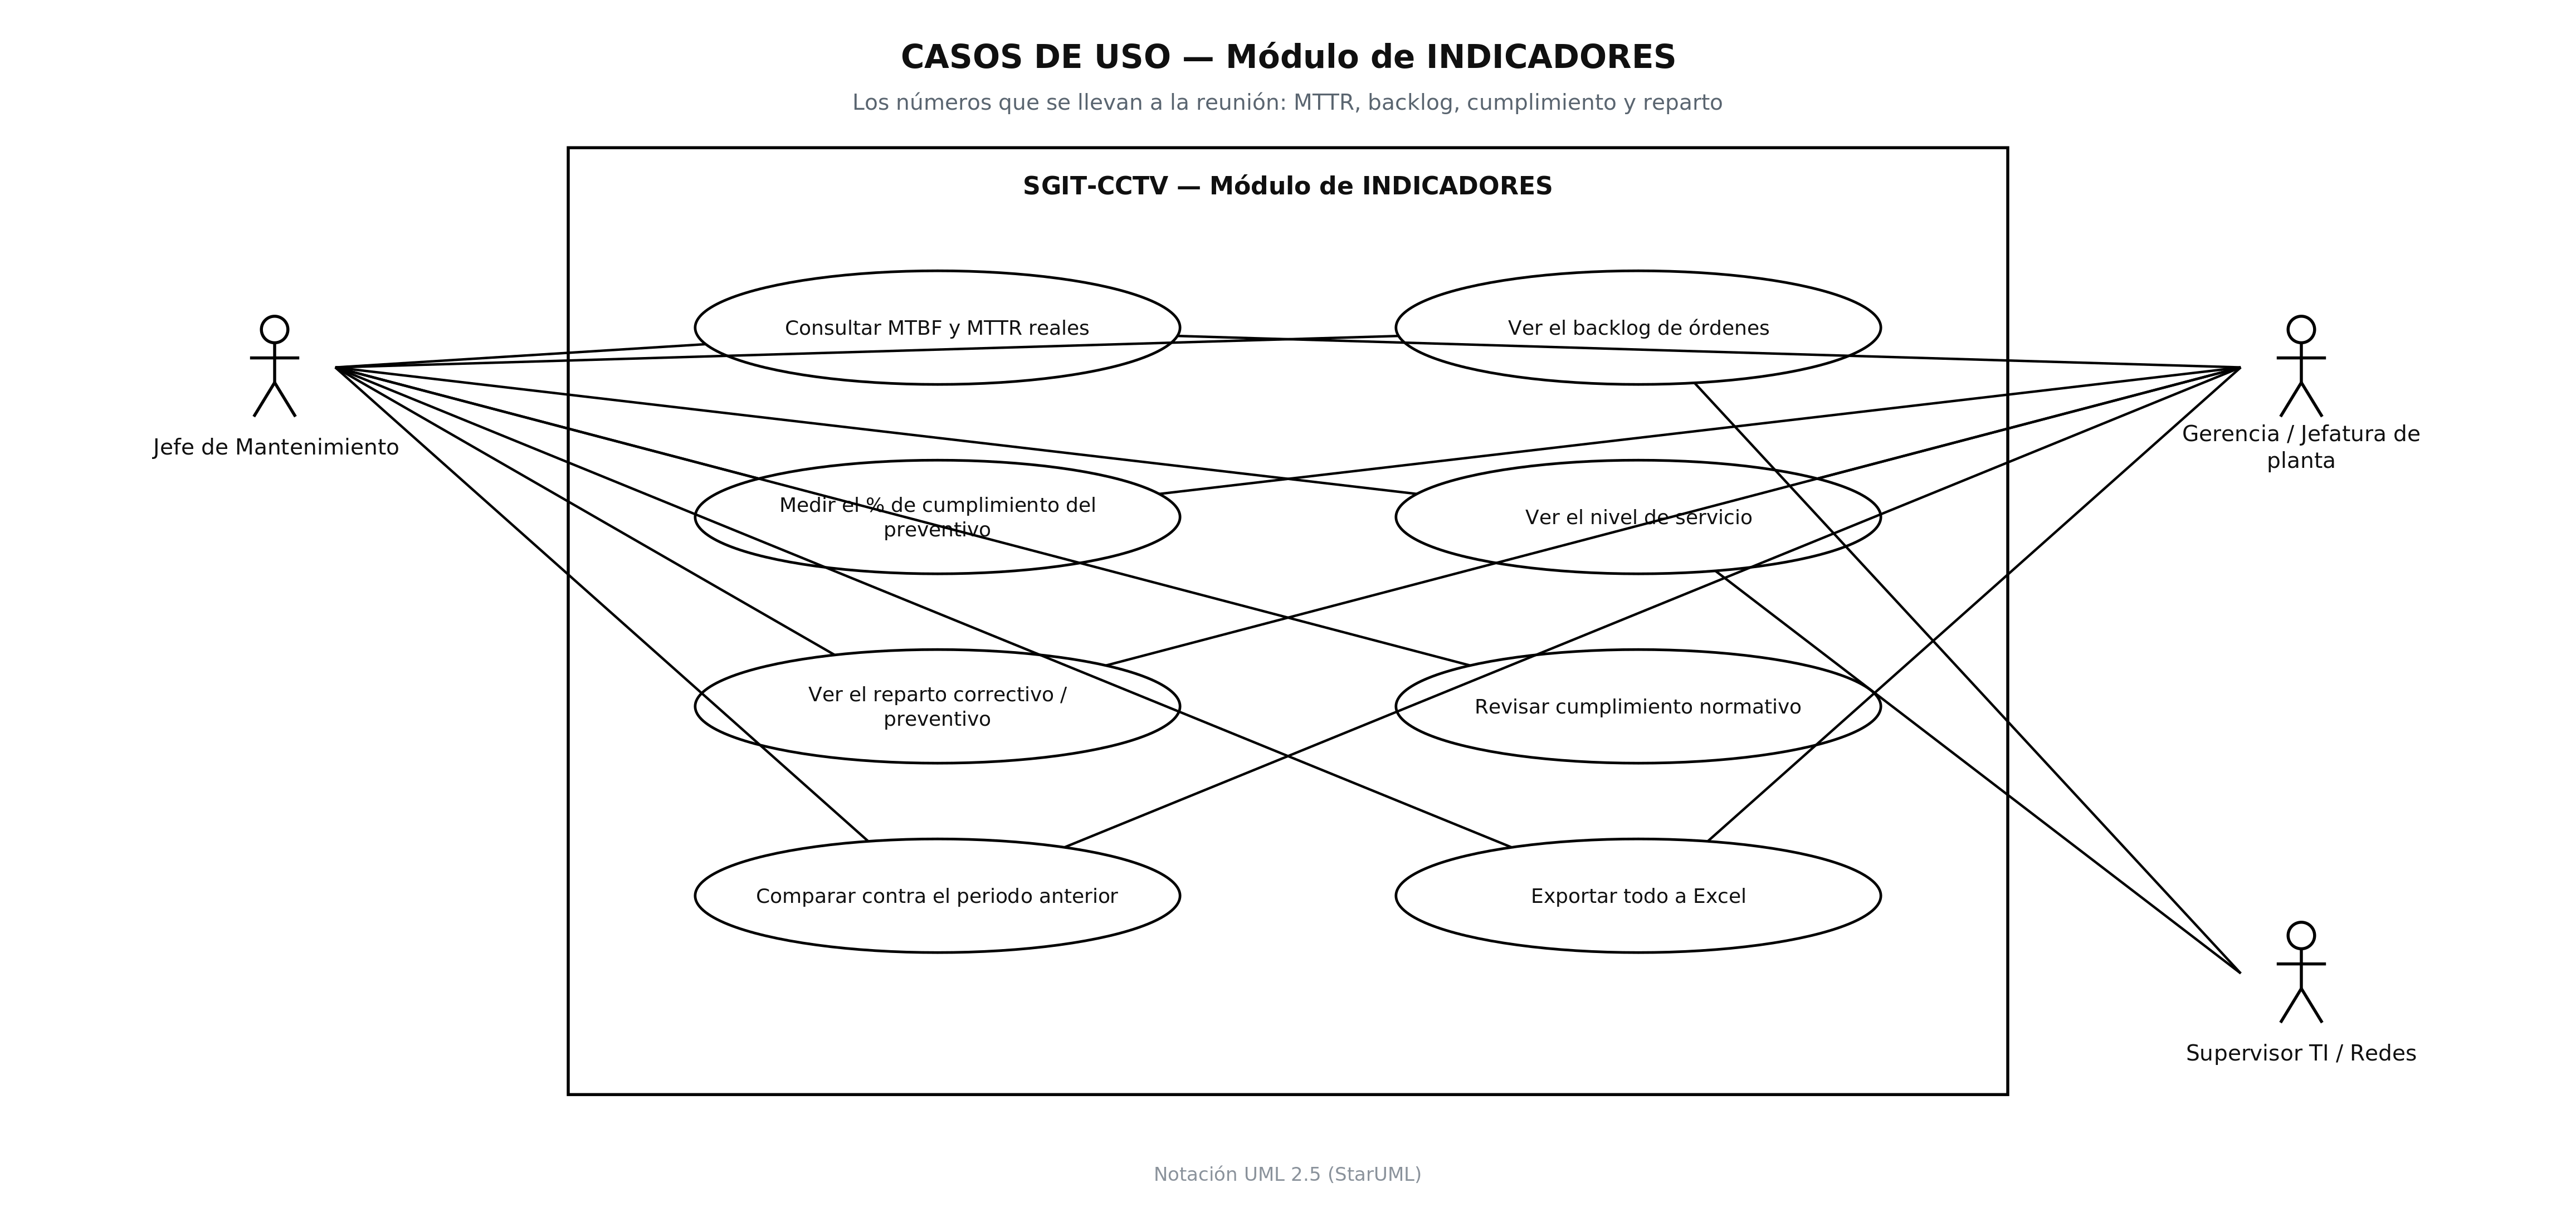 CASOS DE USO — Módulo de INDICADORES
Los números que se llevan a la reunión: MTTR, backlog, cumplimiento y reparto
SGIT-CCTV — Módulo de INDICADORES
Consultar MTBF y MTTR reales
Ver el backlog de órdenes
Jefe de Mantenimiento
Gerencia / Jefatura de
planta
Medir el % de cumplimiento del
preventivo
Ver el nivel de servicio
Ver el reparto correctivo /
preventivo
Revisar cumplimiento normativo
Comparar contra el periodo anterior
Exportar todo a Excel
Supervisor TI / Redes
Notación UML 2.5 (StarUML)